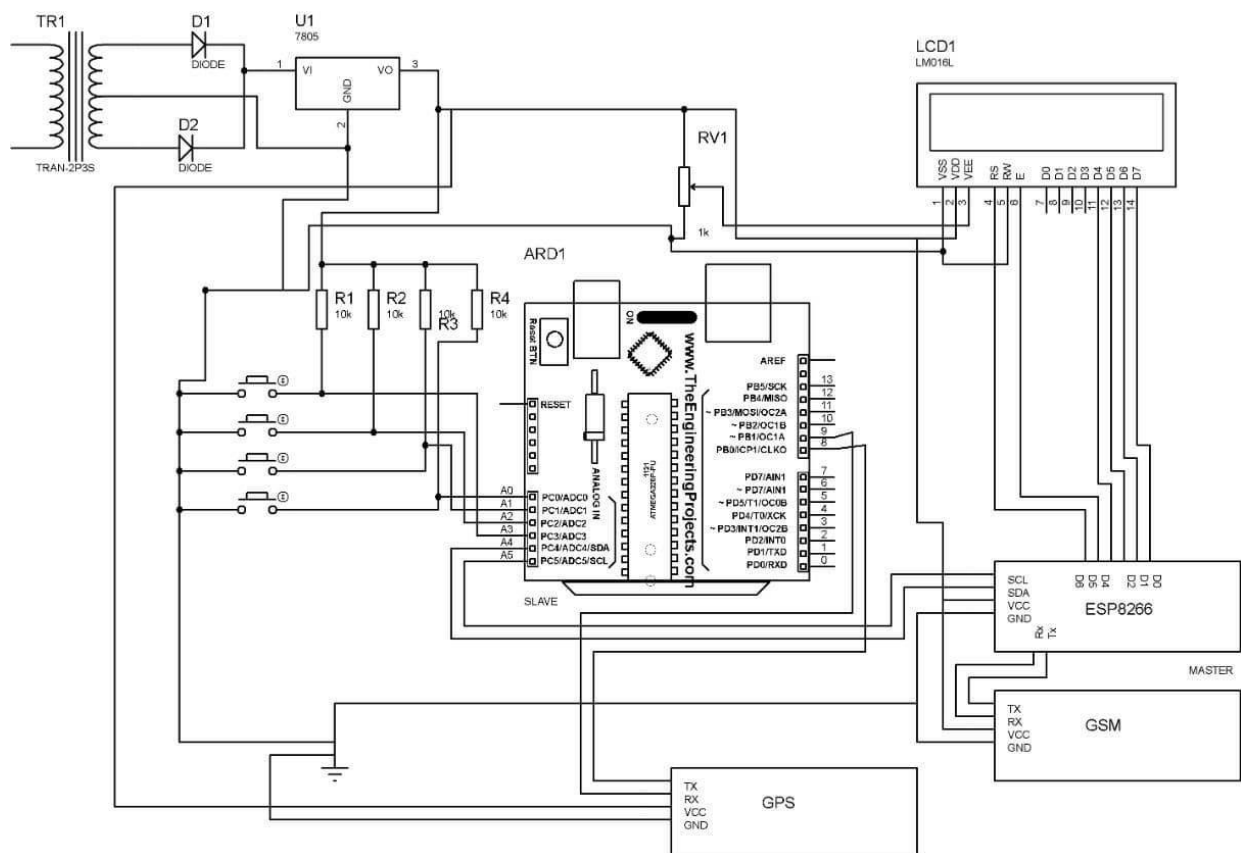 TR1
TRAN-2P3S
D1
DIODE
D2
DIODE
U1
7805
1
VI
VO
3
GND
2
LCD1
LM016L
VSS
VDD
VEE
RS
RW
E
D0
D1
D2
D3
D4
D5
D6
D7
1
2
3
4
5
6
7
8
9
10
11
12
13
14
RV1
1k
R1
10k
R2
10k
10k
R3
R4
10k
ARD1
Reset BTN
ON
www.TheEngineeringProjects.com
ANALOG IN
1121
RESET
A0 PC0/ADC0
A1 PC1/ADC1
A2 PC2/ADC2
A3 PC3/ADC3
A4 PC4/ADC4/SDA
A5 PC5/ADC5/SCL
AREF
PB5/SCK 13
PB4/MISO 12
~ PB3/MOSI/OC2A 11
~ PB2/OC1B 10
~ PB1/OC1A 9
PB0/ICP1/CLKO 8
PD7/AIN1 7
~ PD7/AIN1 6
~ PD5/T1/OC0B 5
PD4/T0/XCK 4
~ PD3/INT1/OC2B 3
PD2/INT0 2
PD1/TXD 1
PD0/RXD 0
SLAVE
SCL
SDA
VCC
GND
D6
D5
D4
D2
D1
D0
Rx
Tx
ESP8266
MASTER
TX
RX
VCC
GND
GSM
TX
RX
VCC
GND
GPS